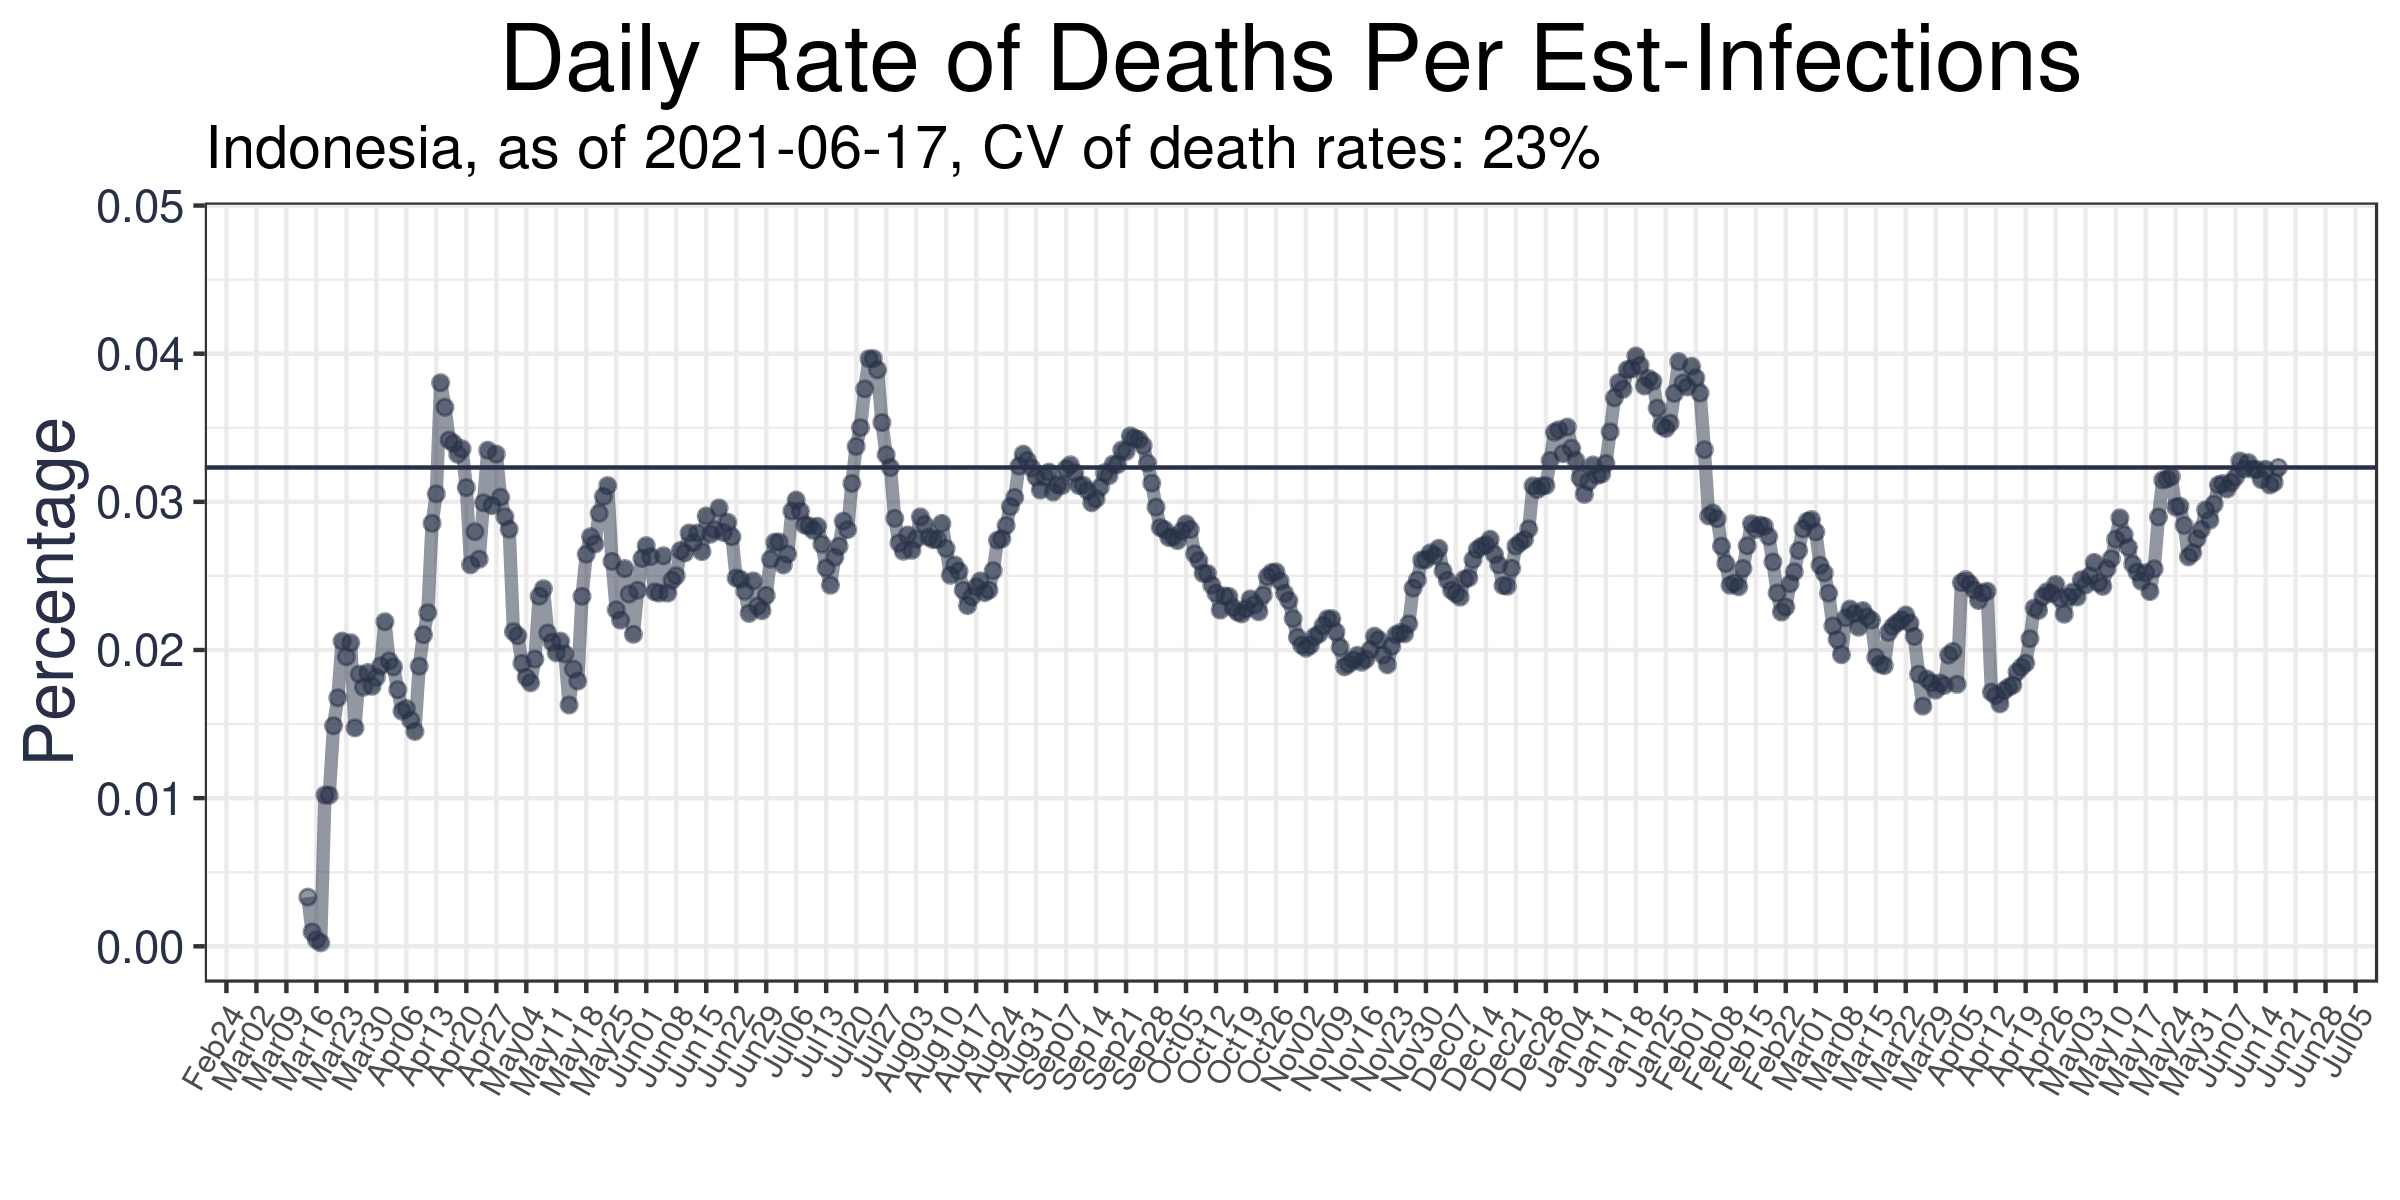 Daily Rate of Deaths Per Est-Infections
Indonesia, as of 2021-06-17, CV of death rates: 23%
Percentage
0.05
0.04
0.03
0.02
0.01
0.00
Feb24
Mar02
Mar09
Mar16
Mar23
Mar30
Apr06
Apr13
Apr20
Apr27
May04
May11
May18
May25
Jun01
Jun08
Jun15
Jun22
Jun29
Jul06
Jul13
Jul20
Jul27
Aug03
Aug10
Aug17
Aug24
Aug31
Sep07
Sep14
Sep21
Sep28
Oct05
Oct12
Oct19
Oct26
Nov02
Nov09
Nov16
Nov23
Nov30
Dec07
Dec14
Dec21
Dec28
Jan04
Jan11
Jan18
Jan25
Feb01
Feb08
Feb15
Feb22
Mar01
Mar08
Mar15
Mar22
Mar29
Apr05
Apr12
Apr19
Apr26
May03
May10
May17
May24
May31
Jun07
Jun14
Jun21
Jun28
Jul05